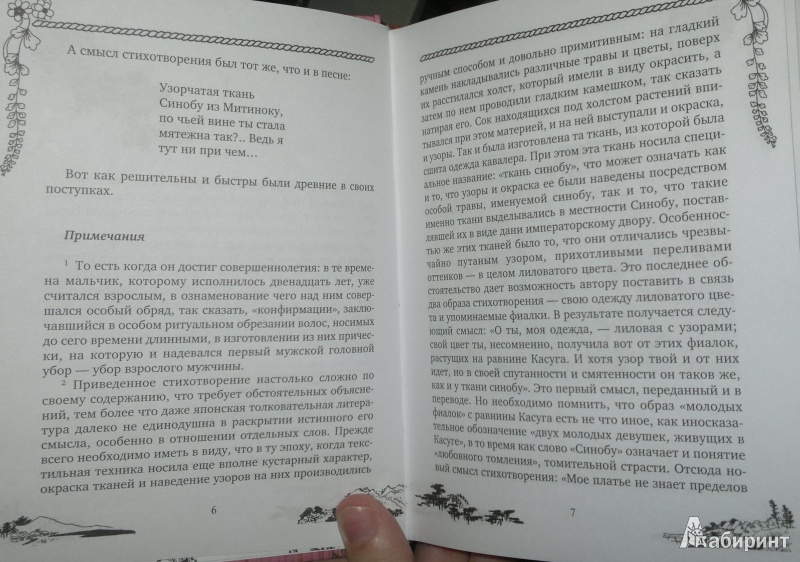 А смысл стихотворения был тот же, что и в песне:
Узорчатая ткань
Синобу из Митиноку,
по чьей вине ты стала
мятежна так?.. Ведь я
тут ни при чем...
Вот как решительны и быстры были древние в своих
поступках.
Примечания
¹ То есть когда он достиг совершеннолетия: в те време-
на мальчик, которому исполнилось двенадцать лет, уже
считался взрослым, в ознаменование чего над ним совер-
шался особый обряд, так сказать, «конфирмации», заклю-
чавшийся в особом ритуальном обрезании волос, носимых
до сего времени длинными, в изготовлении из них причес-
ки, на которую и надевался первый мужской головной
убор — убор взрослого мужчины.
² Приведенное стихотворение настолько сложно по
своему содержанию, что требует обстоятельных объясне-
ний, тем более что даже японская толковательная литера-
тура далеко не единодушна в раскрытии истинного его
смысла, особенно в отношении отдельных слов. Прежде
всего необходимо иметь в виду, что в ту эпоху, когда текс-
тильная техника носила еще вполне кустарный характер,
окраска тканей и наведение узоров на них производились
6
ручным способом и довольно примитивным: на гладкий
камень накладывались различные травы и цветы, поверх
их расстилался холст, который имели в виду окрасить, а
затем по нем проводили гладким камешком, так сказать
натирая его. Сок находящихся под холстом растений впи-
тывался при этом материей, и на ней выступали и окраска,
и узоры. Так и была изготовлена та ткань, из которой была
сшита одежда кавалера. При этом эта ткань носила специ-
альное название: «ткань синобу», что может означать как
и то, что узоры и окраска ее были наведены посредством
особой травы, именуемой синобу, так и то, что такие
именно ткани выделывались в местности Синобу, постав-
лявшей их в виде дани императорскому двору. Особеннос-
тью же этих тканей было то, что они отличались чрезвы-
чайно путаным узором, прихотливыми переливами
оттенков — в целом лиловатого цвета. Это последнее об-
стоятельство дает возможность автору поставить в связь
два образа стихотворения — свою одежду лиловатого цве-
та и упоминаемые фиалки. В результате получается следу-
ющий смысл: «О ты, моя одежда, — лиловая с узорами;
свой цвет ты, несомненно, получила вот от этих фиалок,
растущих на равнине Касуга. И хотя узор твой и от них
идет, но в своей спутанности и смятенности он таков же,
как и у ткани синобу». Это первый смысл, переданный и в
переводе. Но необходимо помнить, что образ «молодых
фиалок» с равнины Касуга есть не что иное, как иносказа-
тельное обозначение «двух молодых девушек, живущих в
Касуге», в то время как слово «Синобу» означает и понятие
«любовного томления», томительной страсти. Отсюда но-
вый смысл стихотворения: «Мое платье не знает пределов
7
Лабиринт